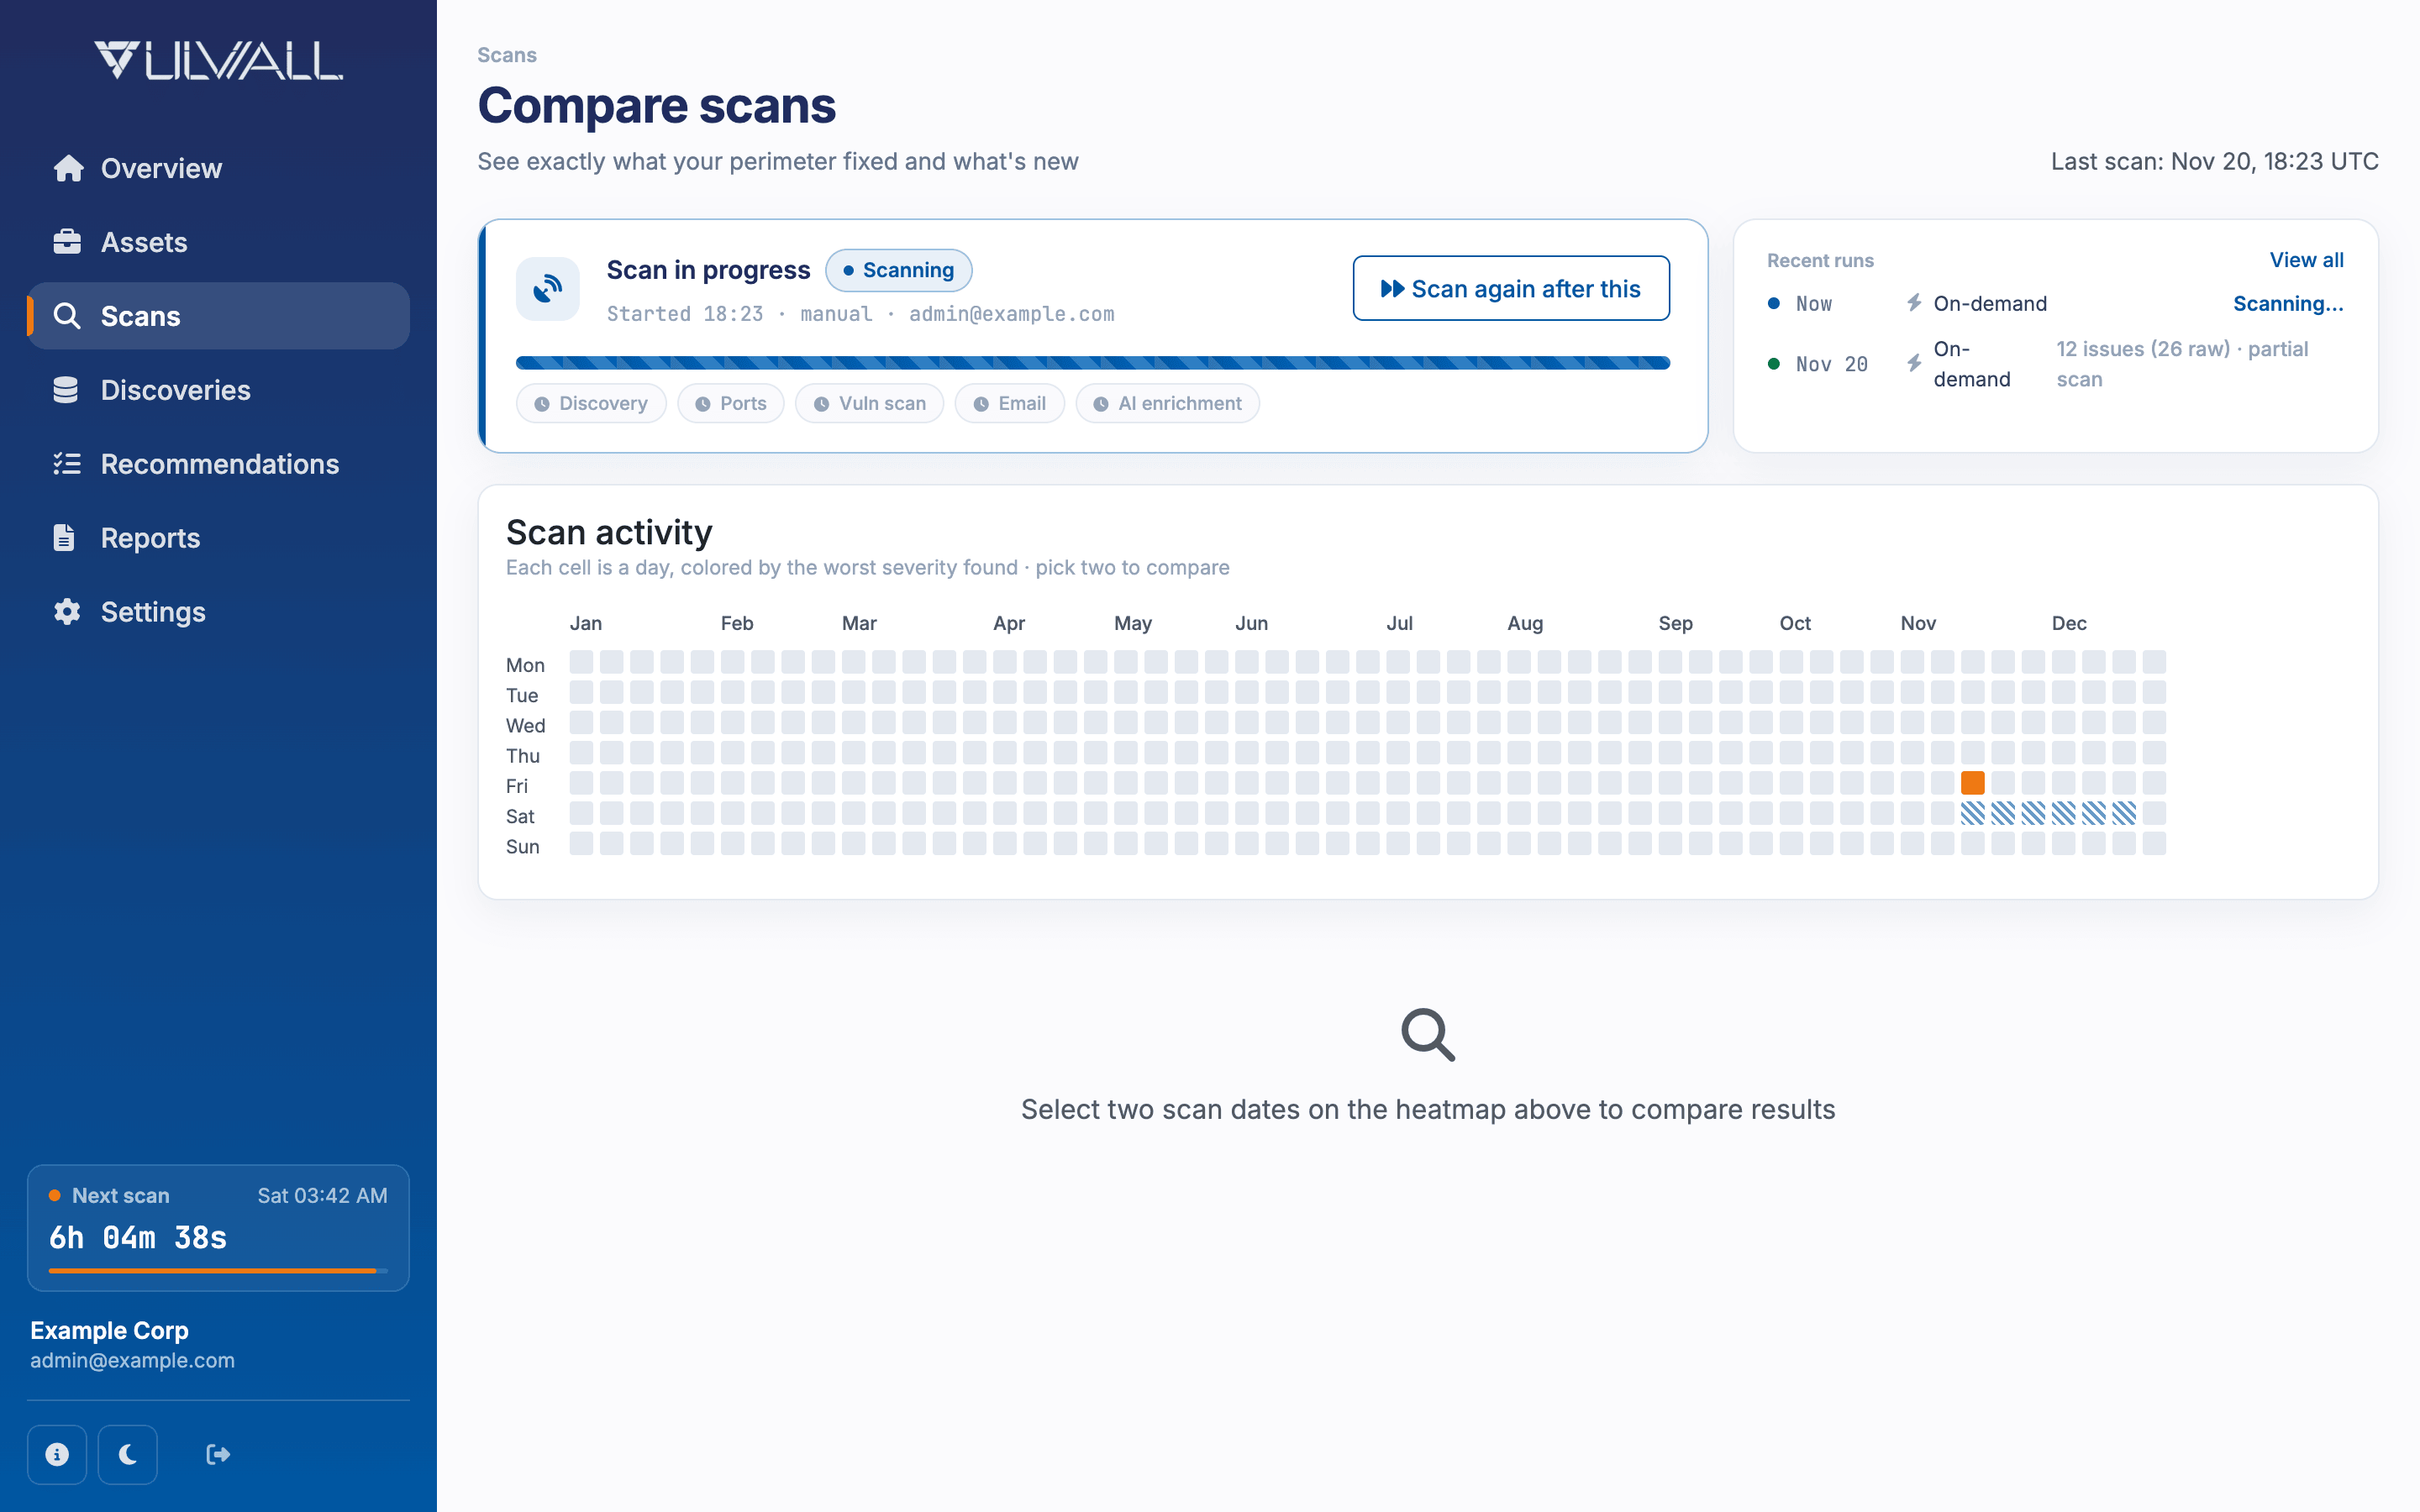 VULWALL
Overview
Assets
Scans
Discoveries
Recommendations
Reports
Settings
Next scan Sat 03:42 AM
6h 04m 38s
Example Corp
admin@example.com
Scans
Compare scans
See exactly what your perimeter fixed and what's new
Last scan: Nov 20, 18:23 UTC
Scan in progress Scanning
Started 18:23 · manual · admin@example.com
Scan again after this
Discovery Ports Vuln scan Email AI enrichment
Recent runs View all
Now On-demand Scanning...
Nov 20 On-demand 12 issues (26 raw) · partial scan
Scan activity
Each cell is a day, colored by the worst severity found · pick two to compare
Jan Feb Mar Apr May Jun Jul Aug Sep Oct Nov Dec
Mon
Tue
Wed
Thu
Fri
Sat
Sun
Select two scan dates on the heatmap above to compare results